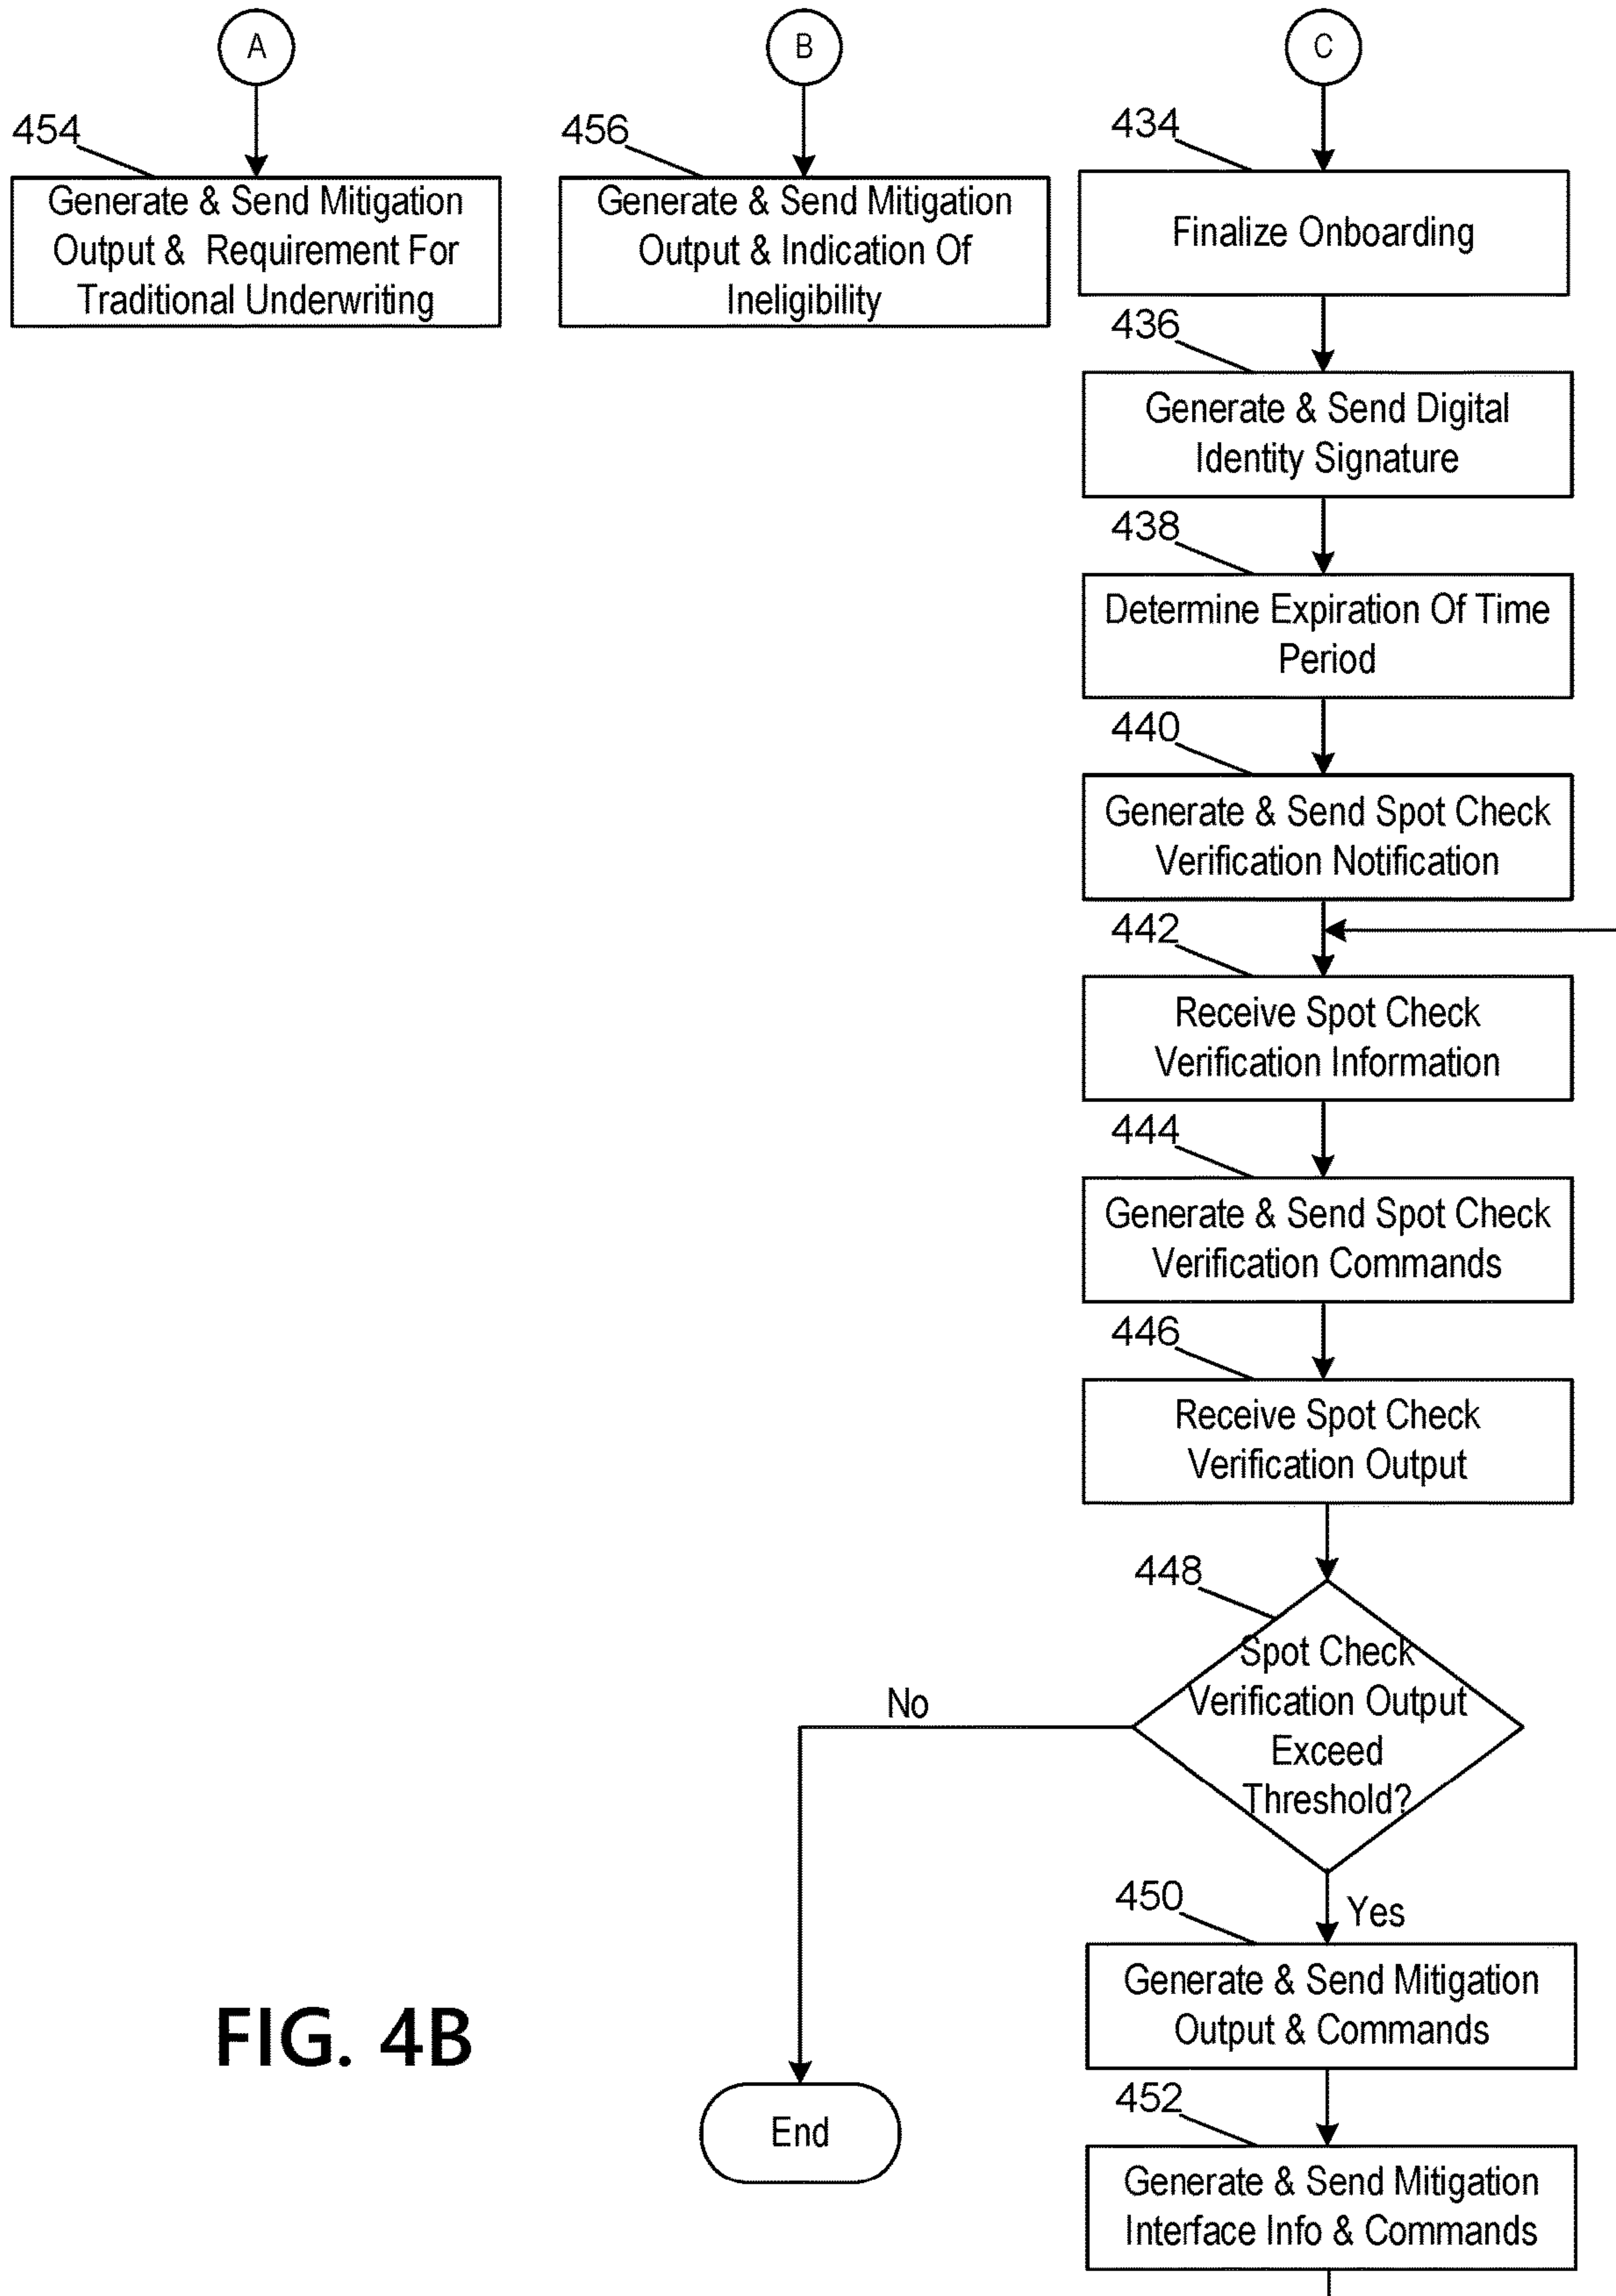 A
B
C
454
Generate & Send Mitigation
Output & Requirement For
Traditional Underwriting
456
Generate & Send Mitigation
Output & Indication Of
Ineligibility
434
Finalize Onboarding
436
Generate & Send Digital
Identity Signature
438
Determine Expiration Of Time
Period
440
Generate & Send Spot Check
Verification Notification
442
Receive Spot Check
Verification Information
444
Generate & Send Spot Check
Verification Commands
446
Receive Spot Check
Verification Output
448
Spot Check
Verification Output
Exceed
Threshold?
No
Yes
450
Generate & Send Mitigation
Output & Commands
452
Generate & Send Mitigation
Interface Info & Commands
End
FIG. 4B